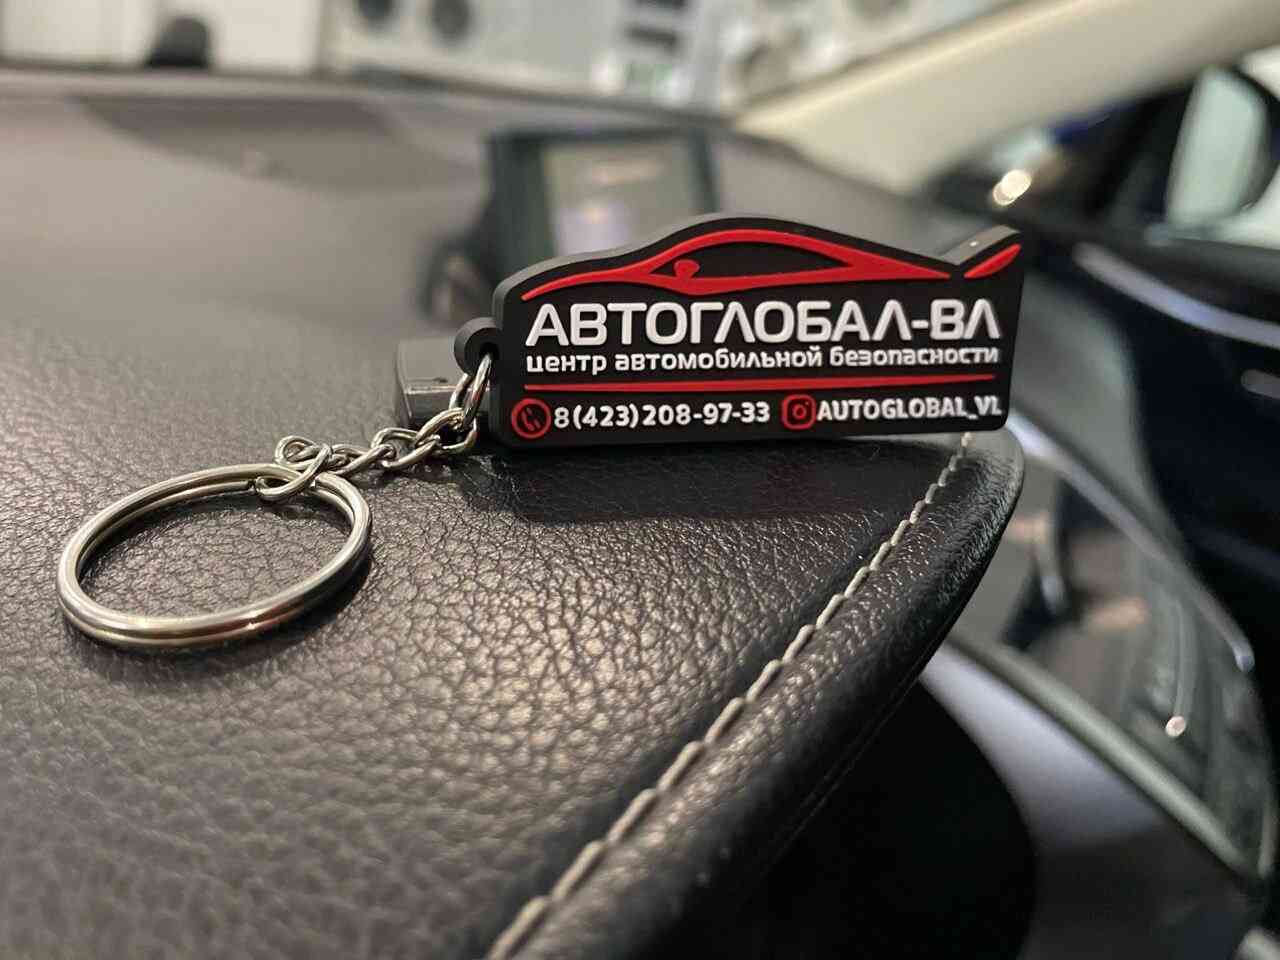 АВТОГЛОБАЛ-ВЛ
центр автомобильной безопасности
8(423)208-97-33 AUTOGLOBAL_VL